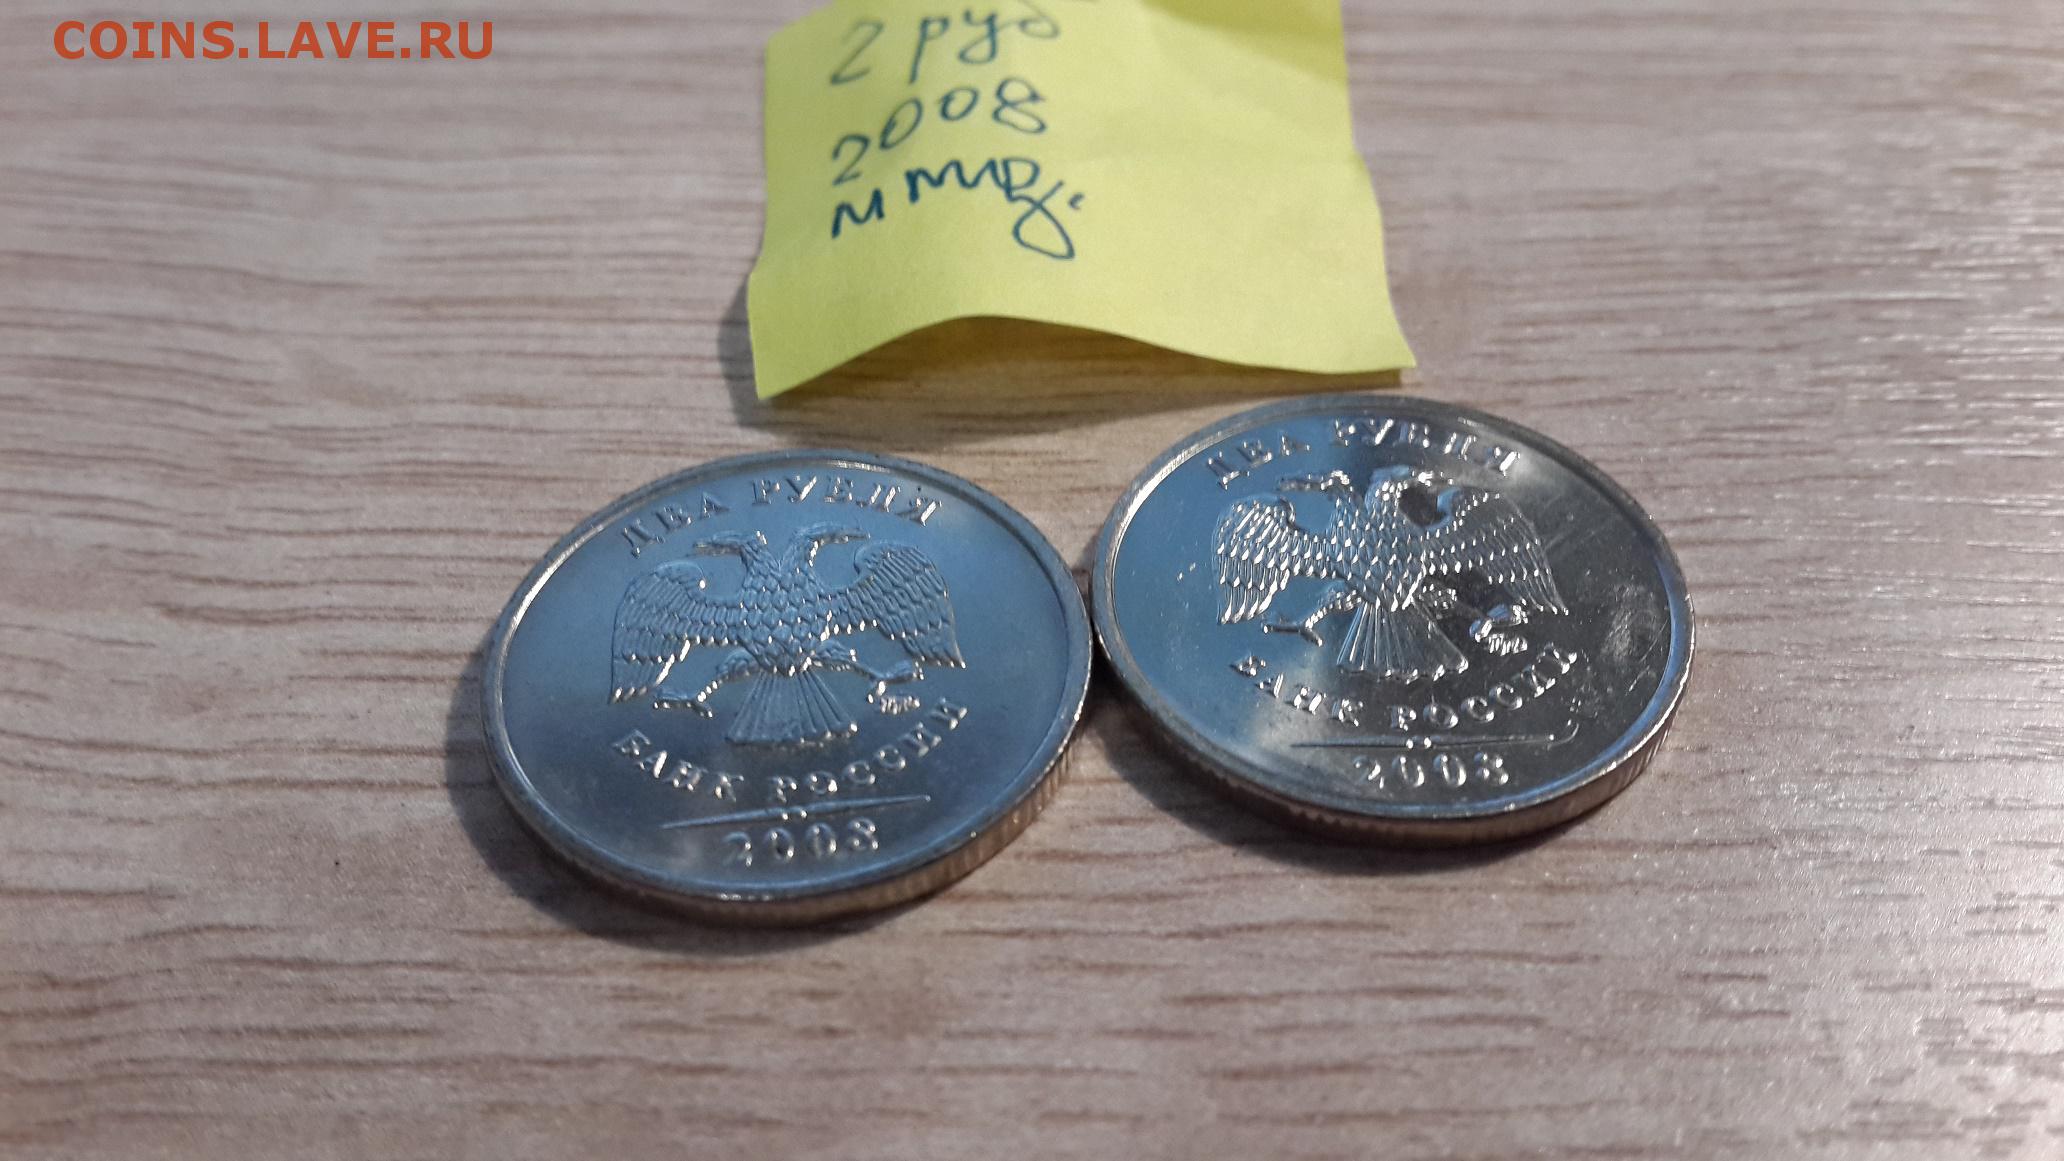 COINS.LAVE.RU
2 руб
2008
ммд.
ДВА РУБЛЯ
БАНК РОССИИ
2008
ДВА РУБЛЯ
БАНК РОССИИ
2008